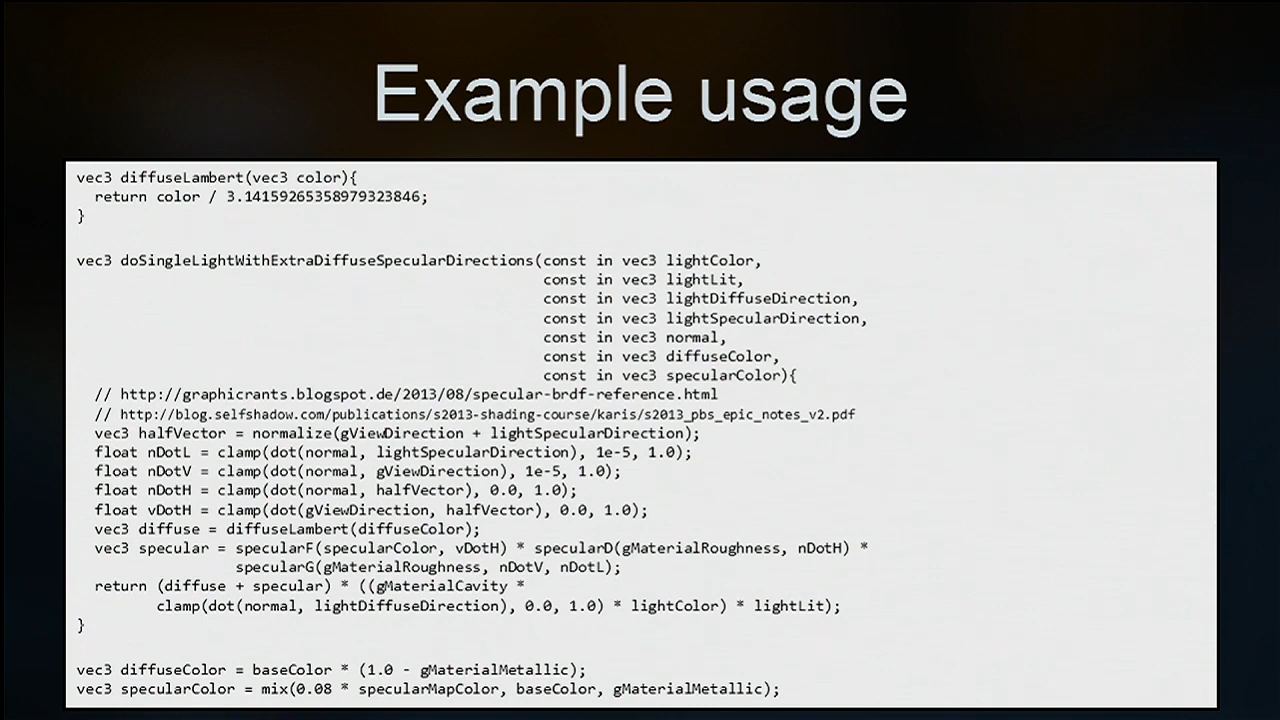 Example usage
vec3 diffuseLambert(vec3 color){
  return color / 3.14159265358979323846;
}
vec3 doSingleLightWithExtraDiffuseSpecularDirections(const in vec3 lightColor,
                                                     const in vec3 lightLit,
                                                     const in vec3 lightDiffuseDirection,
                                                     const in vec3 lightSpecularDirection,
                                                     const in vec3 normal,
                                                     const in vec3 diffuseColor,
                                                     const in vec3 specularColor){
  // http://graphicrants.blogspot.de/2013/08/specular-brdf-reference.html
  // http://blog.selfshadow.com/publications/s2013-shading-course/karis/s2013_pbs_epic_notes_v2.pdf
  vec3 halfVector = normalize(gViewDirection + lightSpecularDirection);
  float nDotL = clamp(dot(normal, lightSpecularDirection), 1e-5, 1.0);
  float nDotV = clamp(dot(normal, gViewDirection), 1e-5, 1.0);
  float nDotH = clamp(dot(normal, halfVector), 0.0, 1.0);
  float vDotH = clamp(dot(gViewDirection, halfVector), 0.0, 1.0);
  vec3 diffuse = diffuseLambert(diffuseColor);
  vec3 specular = specularF(specularColor, vDotH) * specularD(gMaterialRoughness, nDotH) *
                  specularG(gMaterialRoughness, nDotV, nDotL);
  return (diffuse + specular) * ((gMaterialCavity *
         clamp(dot(normal, lightDiffuseDirection), 0.0, 1.0) * lightColor) * lightLit);
}
vec3 diffuseColor = baseColor * (1.0 - gMaterialMetallic);
vec3 specularColor = mix(0.08 * specularMapColor, baseColor, gMaterialMetallic);